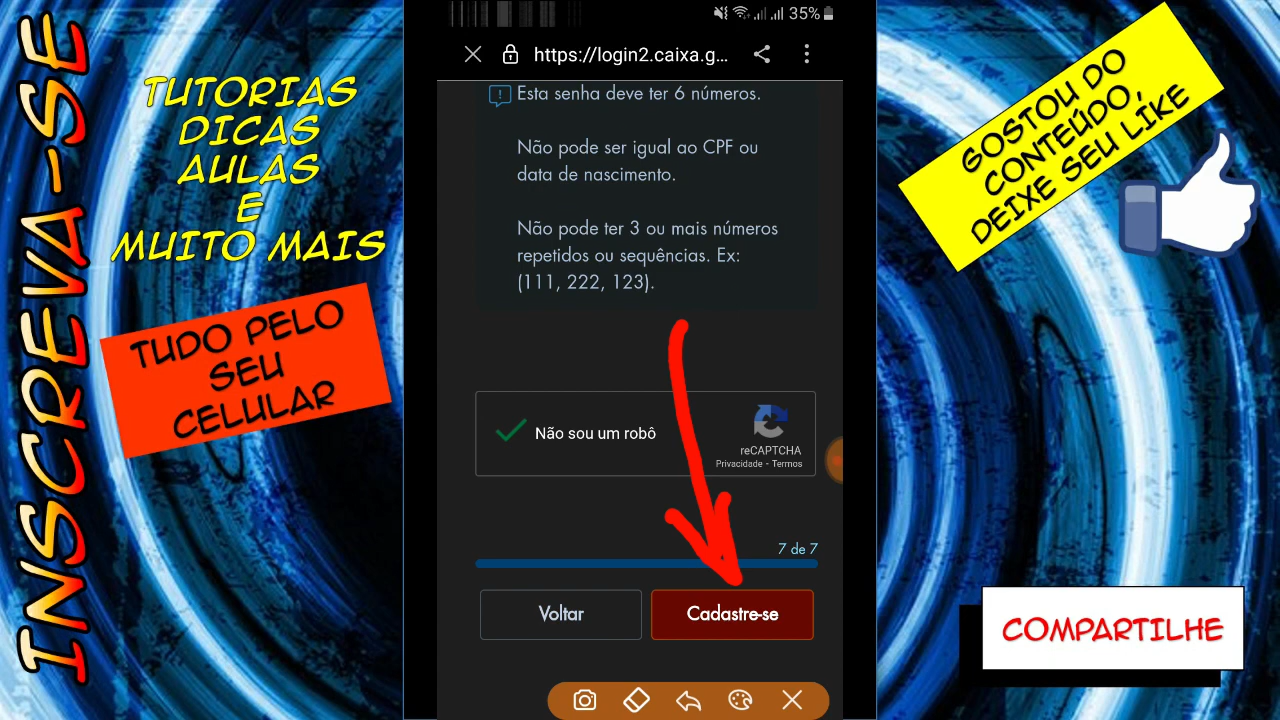 INSCREVA-SE
TUTORIAS
DICAS
AULAS
E
MUITO MAIS
TUDO PELO
SEU
CELULAR
35%
https://login2.caixa.g...
Esta senha deve ter 6 números.
Não pode ser igual ao CPF ou
data de nascimento.
Não pode ter 3 ou mais números
repetidos ou sequências. Ex:
(111, 222, 123).
Não sou um robô
reCAPTCHA
Privacidade - Termos
7 de 7
Voltar
Cadastre-se
GOSTOU DO
CONTEÚDO,
DEIXE SEU LIKE
COMPARTILHE